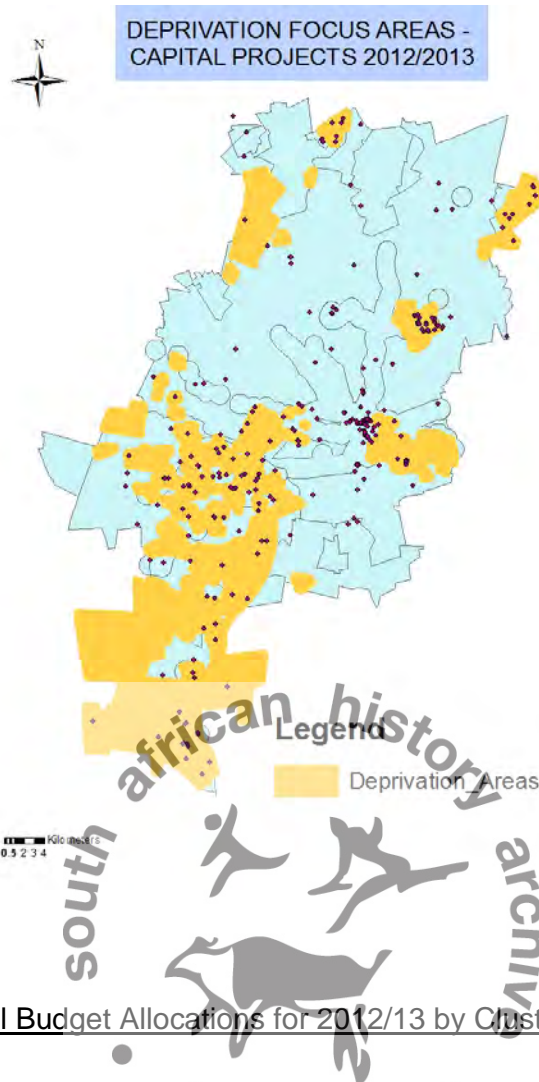 DEPRIVATION FOCUS AREAS -
CAPITAL PROJECTS 2012/2013
N
Legend
Deprivation_Areas
Kilometers
0.5 2 3 4
south african history archive
l Budget Allocations for 2012/13 by Clust